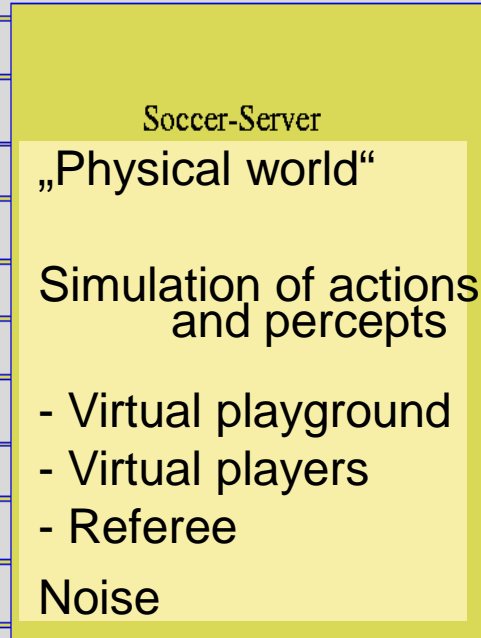 Soccer-Server
„Physical world“
Simulation of actions
and percepts
- Virtual playground
- Virtual players
- Referee
Noise